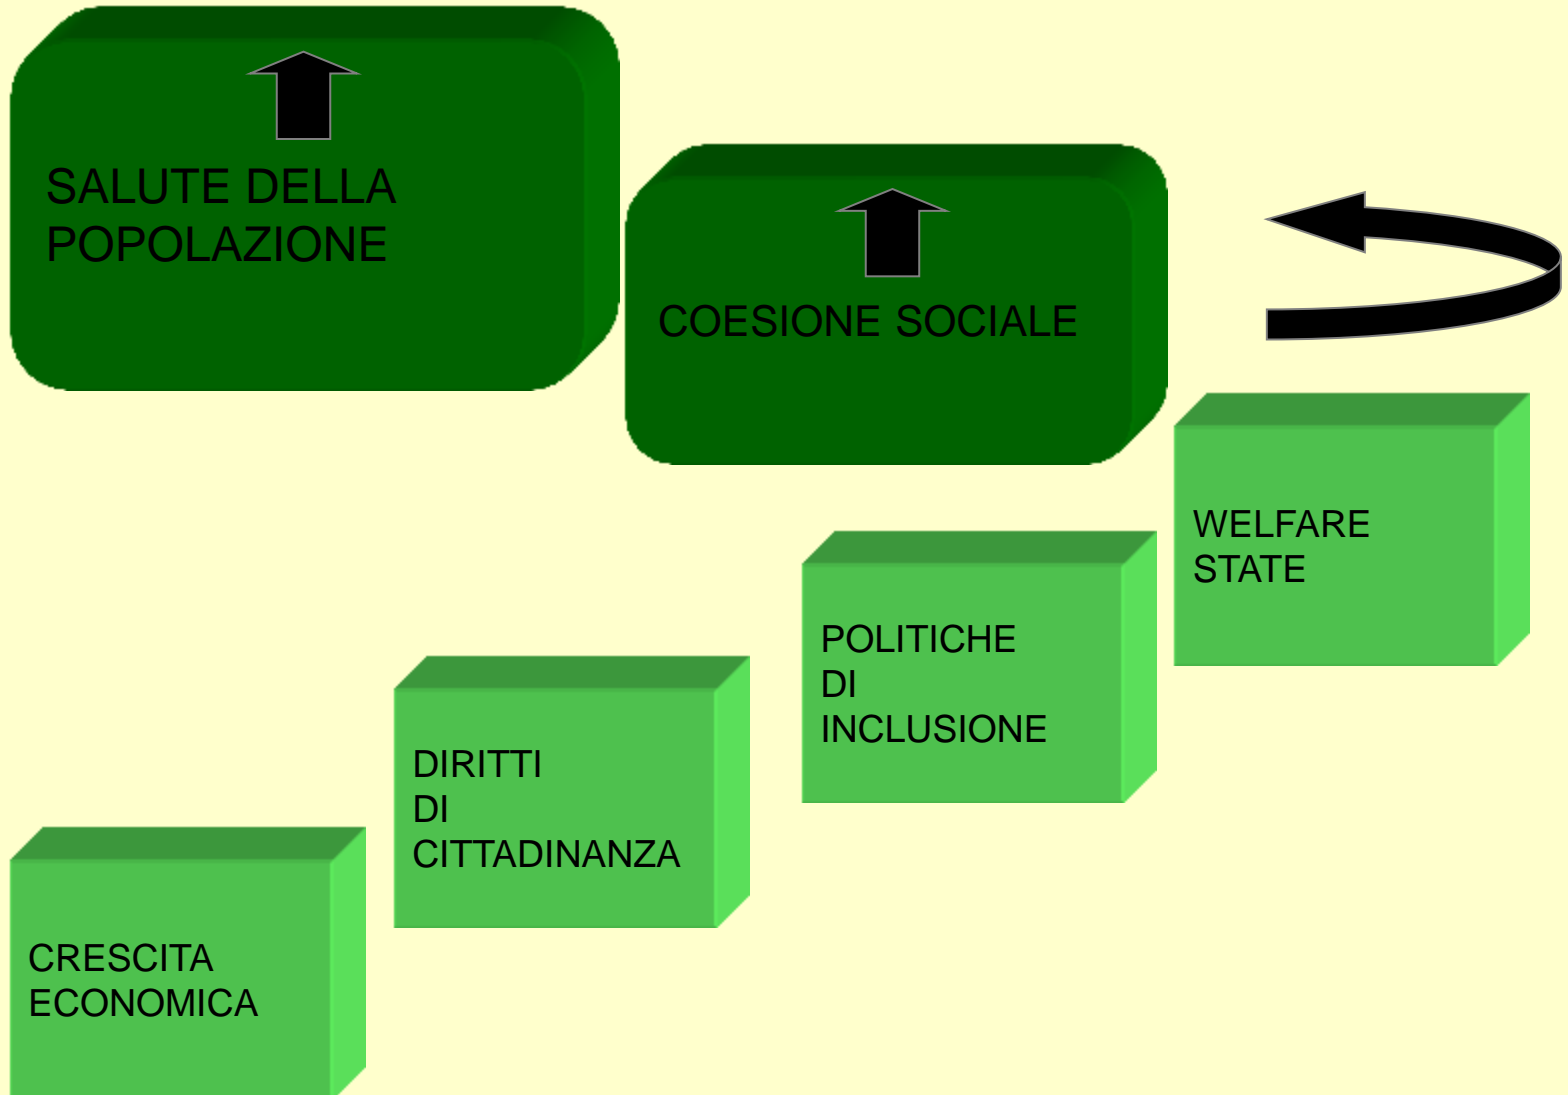 SALUTE DELLA
POPOLAZIONE
COESIONE SOCIALE
WELFARE
STATE
POLITICHE
DI
INCLUSIONE
DIRITTI
DI
CITTADINANZA
CRESCITA
ECONOMICA